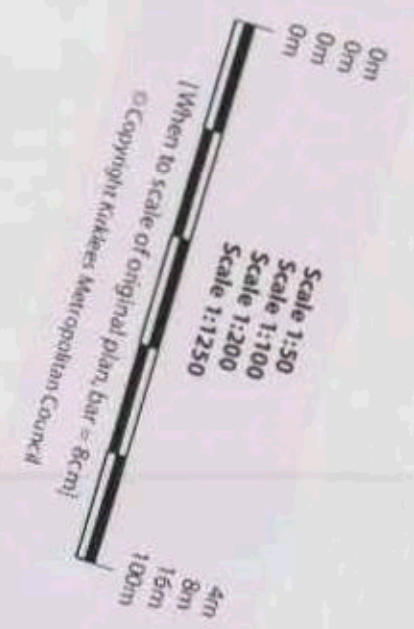 Scale 1:50
Scale 1:100
Scale 1:200
Scale 1:1250
0m 4m
0m 8m
0m 16m
0m 100m
[When to scale of original plan, bar = 8cm]
© Copyright Kirklees Metropolitan Council